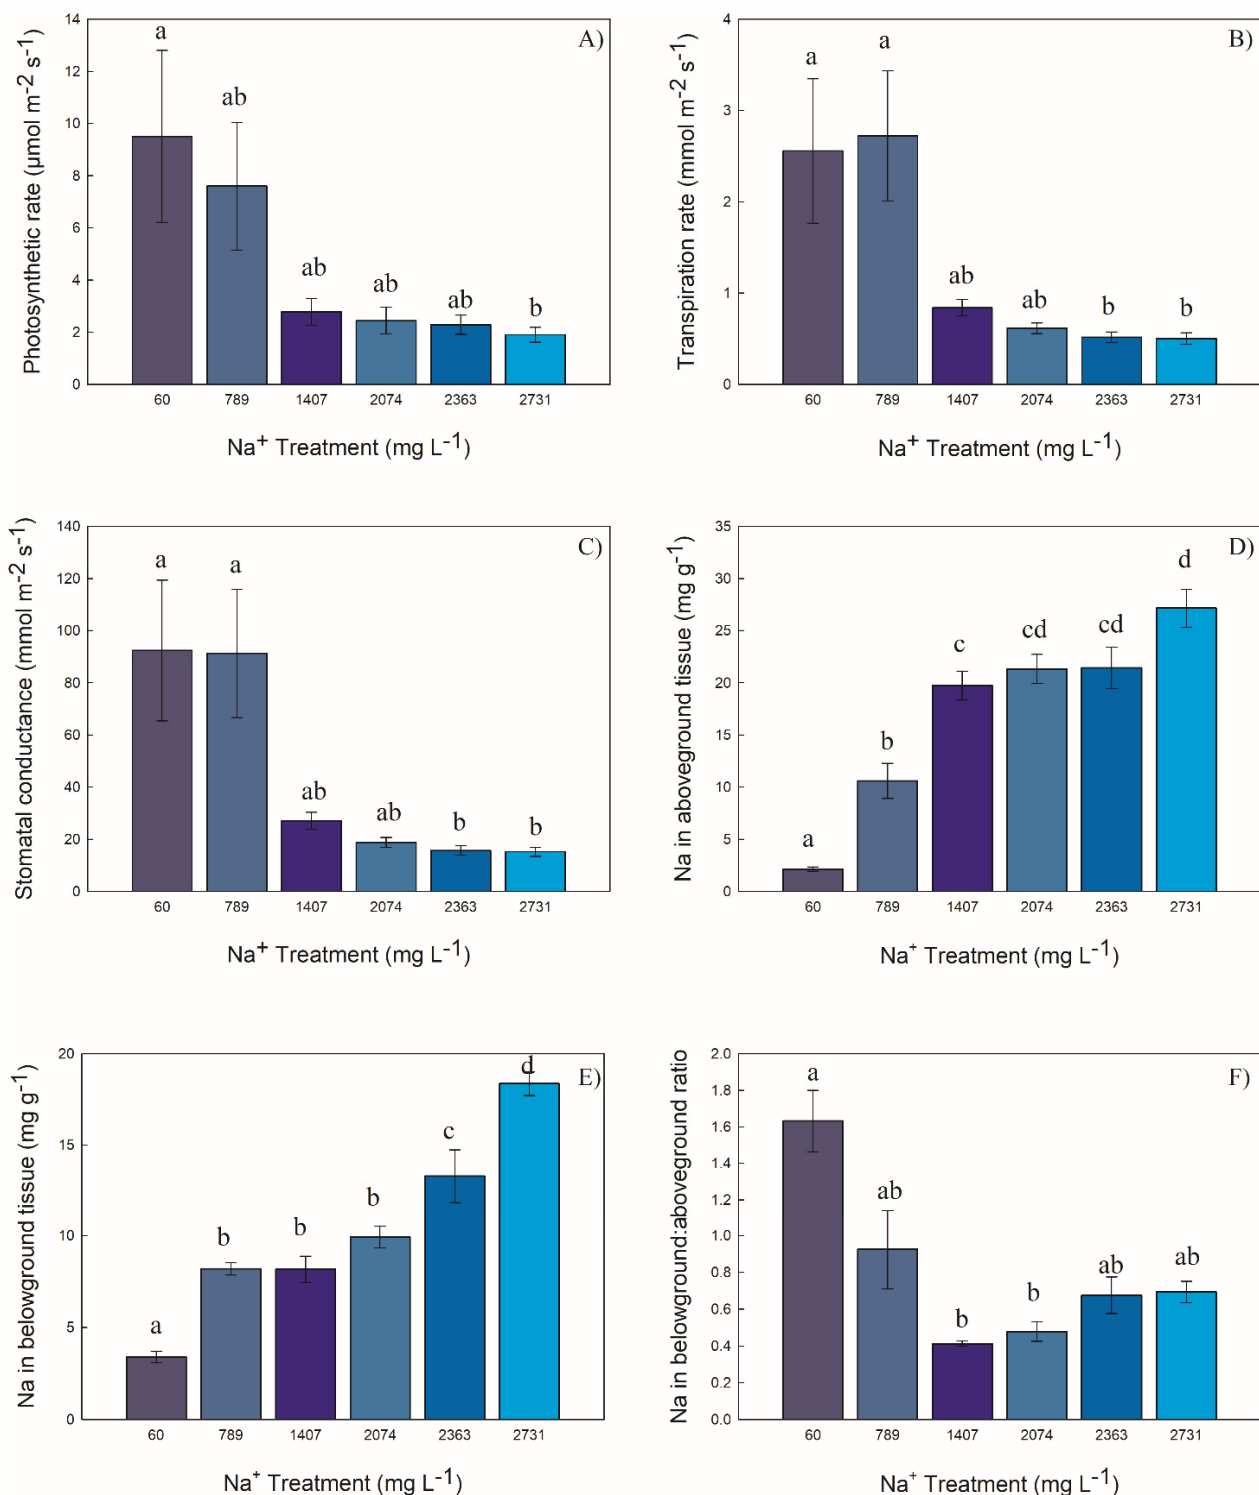 A)
Photosynthetic rate (µmol m-2 s-1)
14
12
10
8
6
4
2
0
a
ab
ab
ab
ab
b
60 789 1407 2074 2363 2731
Na+ Treatment (mg L-1)
B)
Transpiration rate (mmol m-2 s-1)
4
3
2
1
0
a
a
ab
ab
b
b
60 789 1407 2074 2363 2731
Na+ Treatment (mg L-1)
C)
Stomatal conductance (mmol m-2 s-1)
140
120
100
80
60
40
20
0
a
a
ab
ab
b
b
60 789 1407 2074 2363 2731
Na+ Treatment (mg L-1)
D)
Na in aboveground tissue (mg g-1)
35
30
25
20
15
10
5
0
a
b
c
cd
cd
d
60 789 1407 2074 2363 2731
Na+ Treatment (mg L-1)
E)
Na in belowground tissue (mg g-1)
20
15
10
5
0
a
b
b
b
c
d
60 789 1407 2074 2363 2731
Na+ Treatment (mg L-1)
F)
Na in belowground:aboveground ratio
2.0
1.8
1.6
1.4
1.2
1.0
0.8
0.6
0.4
0.2
0.0
a
ab
b
b
ab
ab
60 789 1407 2074 2363 2731
Na+ Treatment (mg L-1)